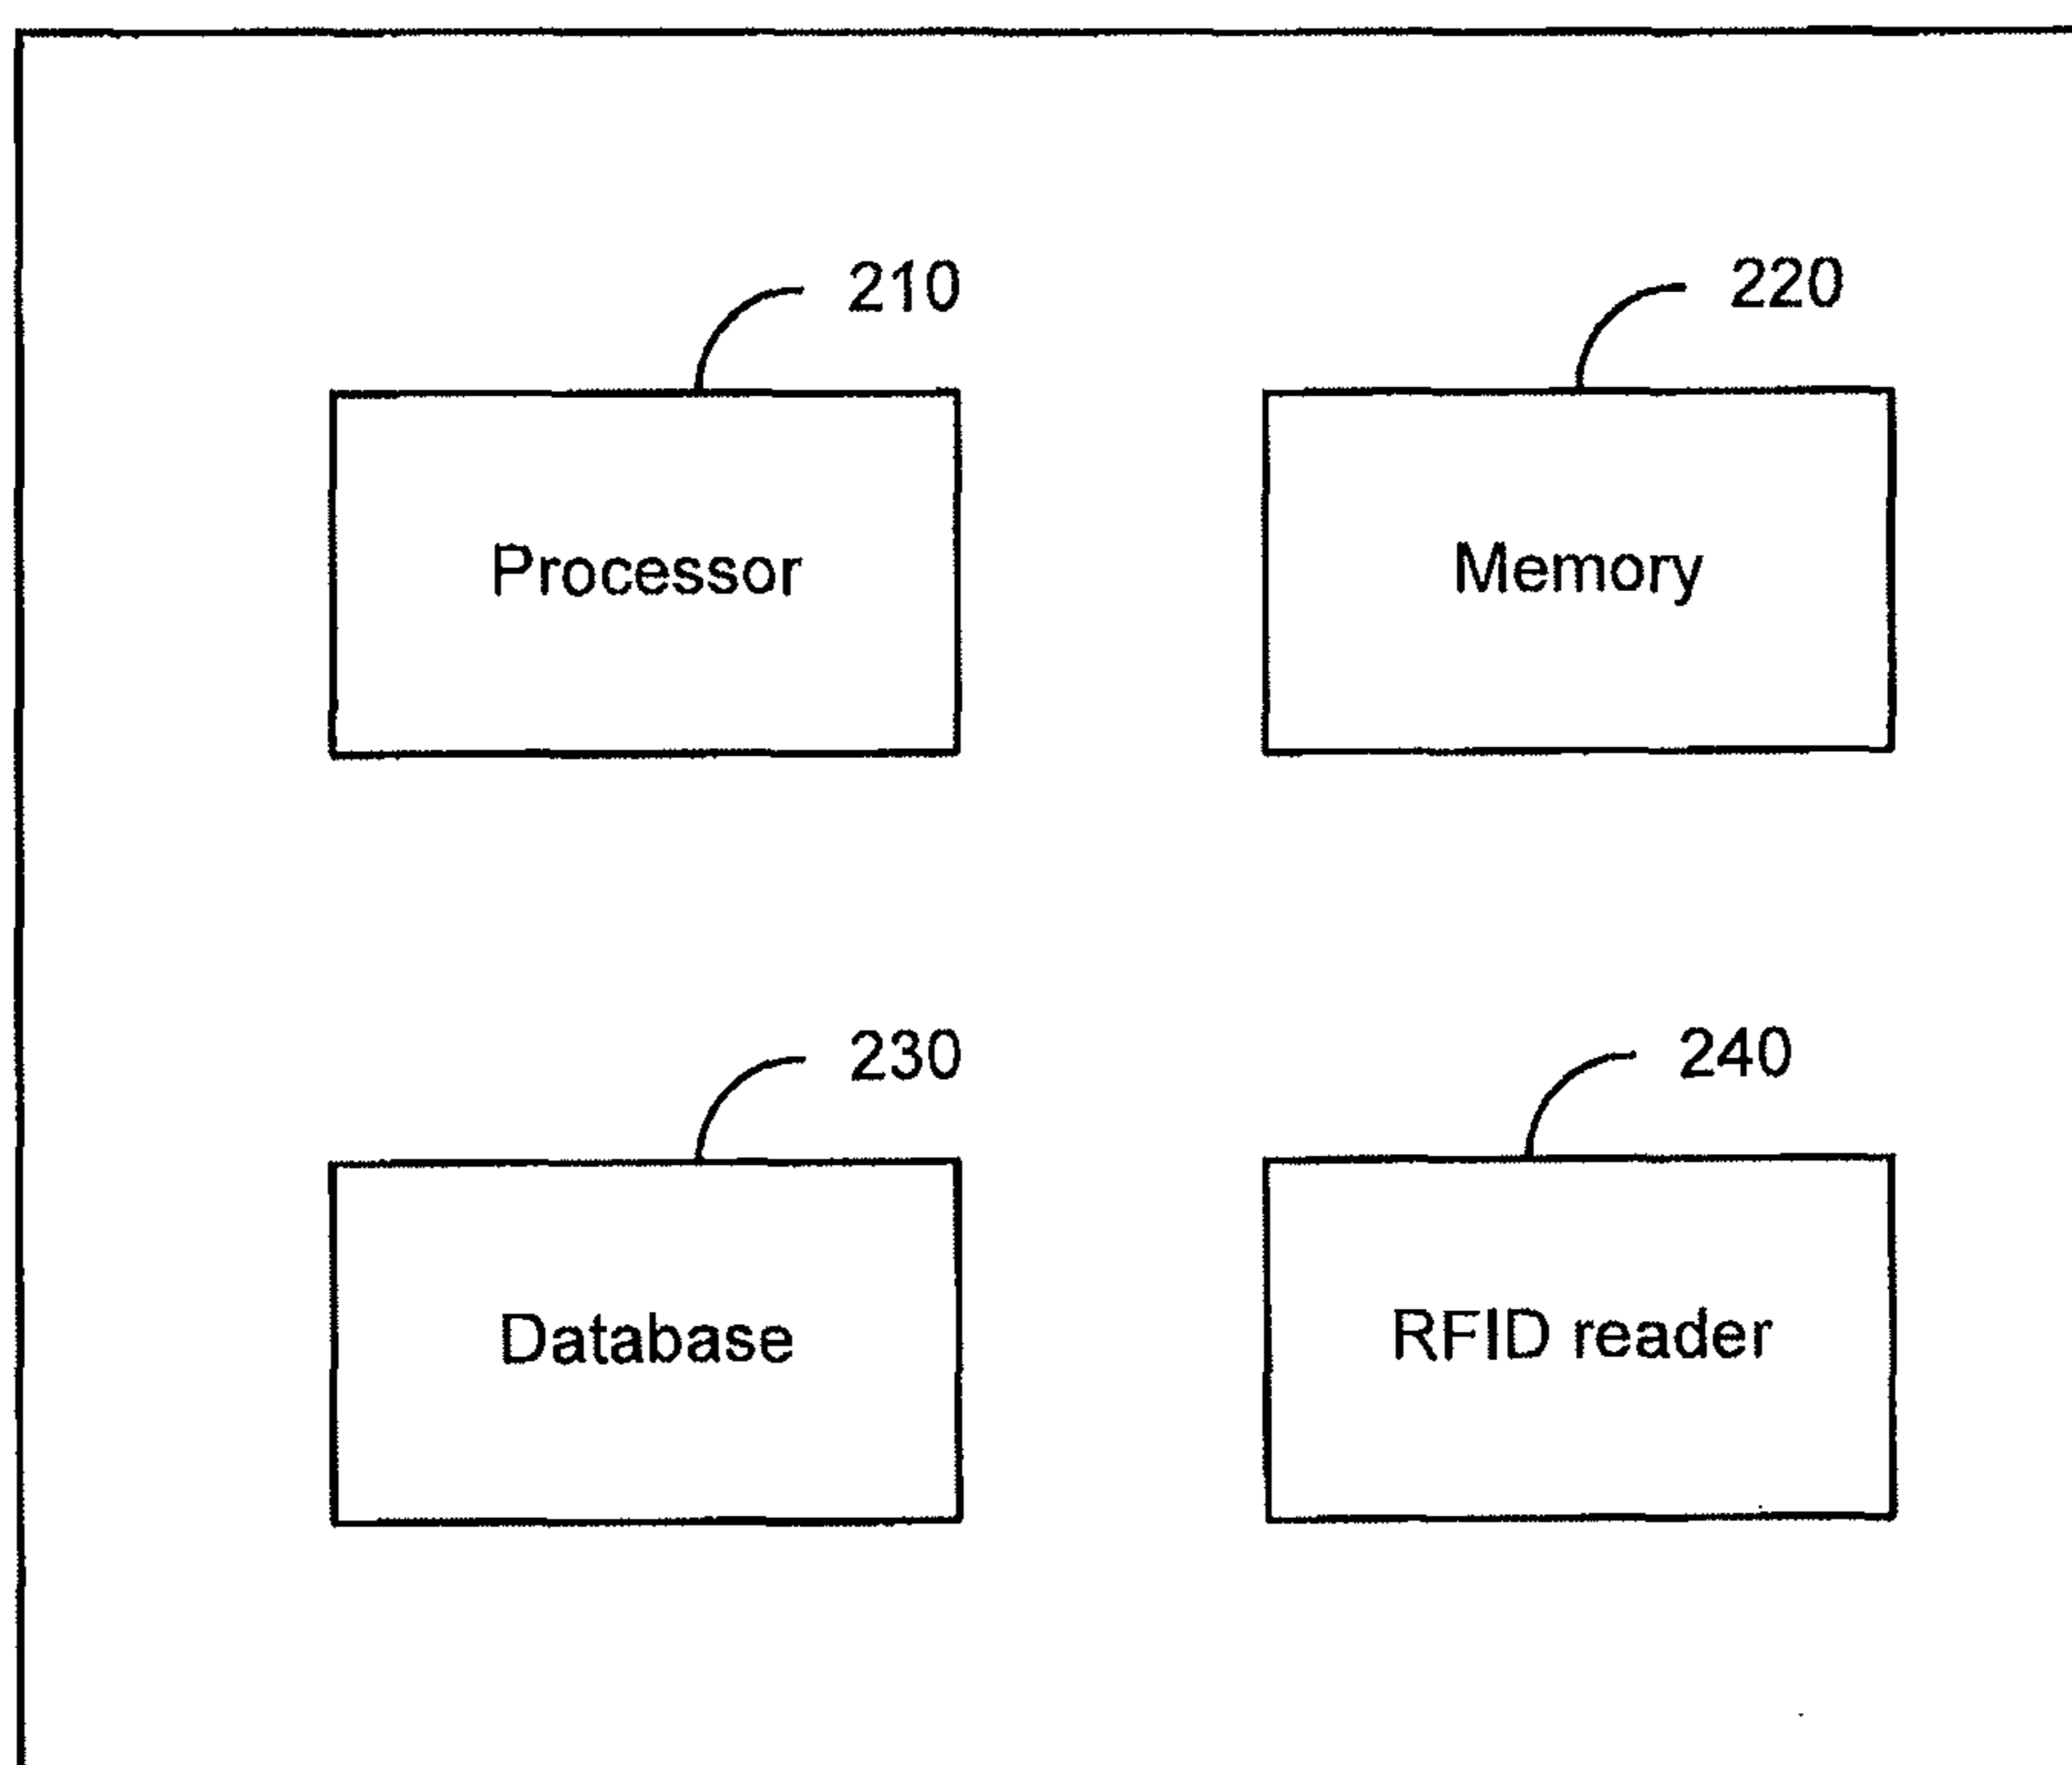 210
220
Processor
Memory
230
240
Database
RFID reader